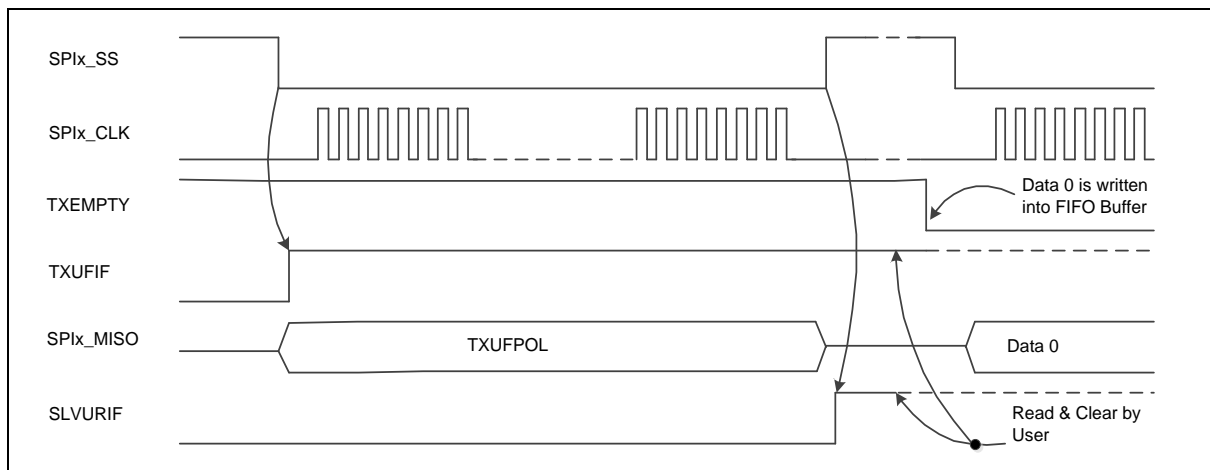 SPIx_SS
SPIx_CLK
TXEMPTY
Data 0 is written
into FIFO Buffer
TXUFIF
SPIx_MISO
TXUFPOL
Data 0
SLVURIF
Read & Clear by
User